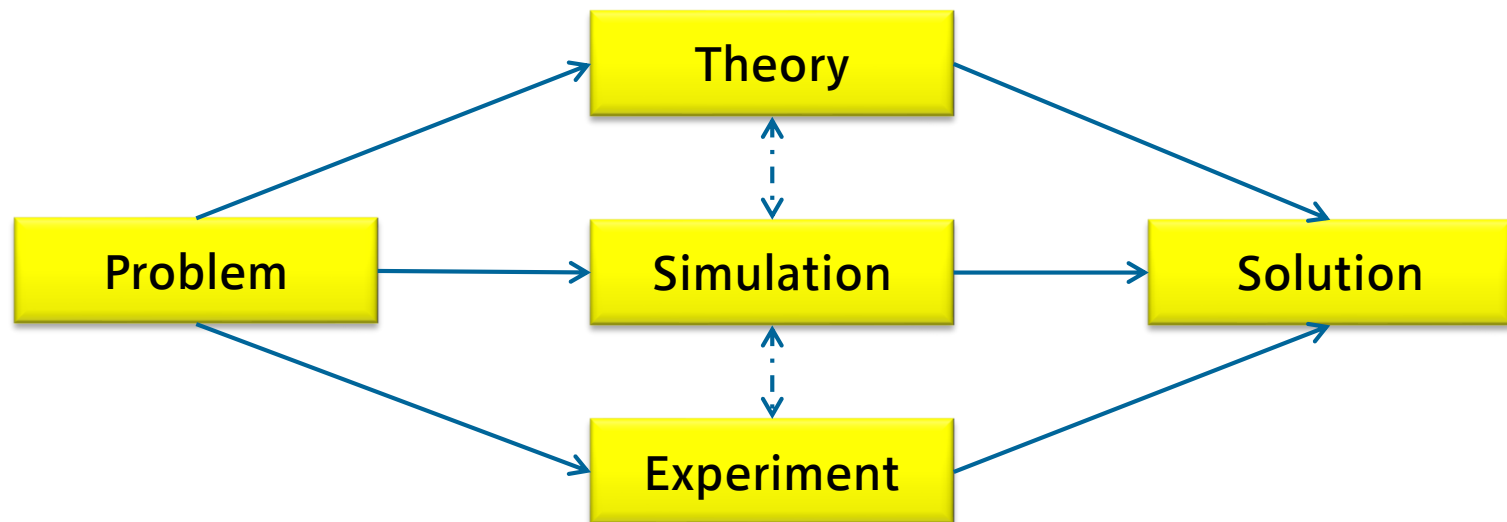 Theory
Problem
Simulation
Solution
Experiment